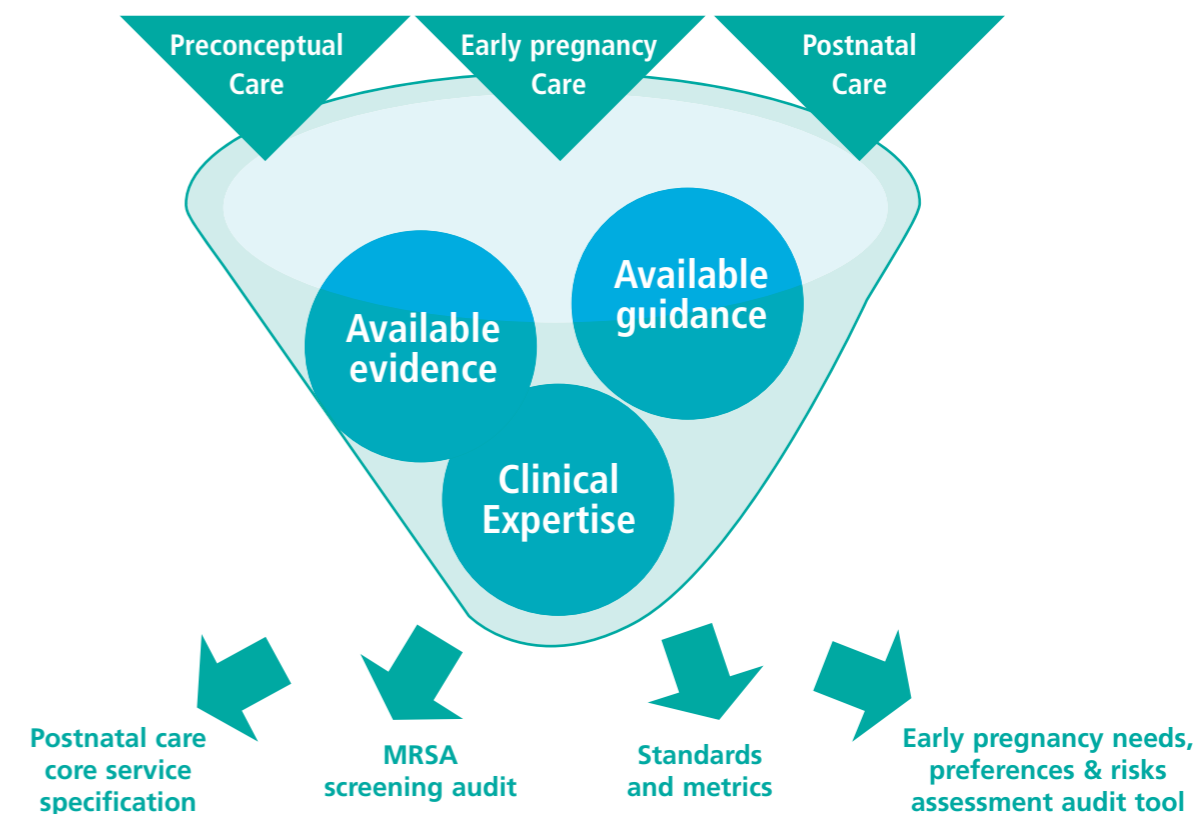 Preconceptual
Care
Early pregnancy
Care
Postnatal
Care
Available
evidence
Available
guidance
Clinical
Expertise
Postnatal care
core service
specification
MRSA
screening audit
Standards
and metrics
Early pregnancy needs,
preferences & risks
assessment audit tool